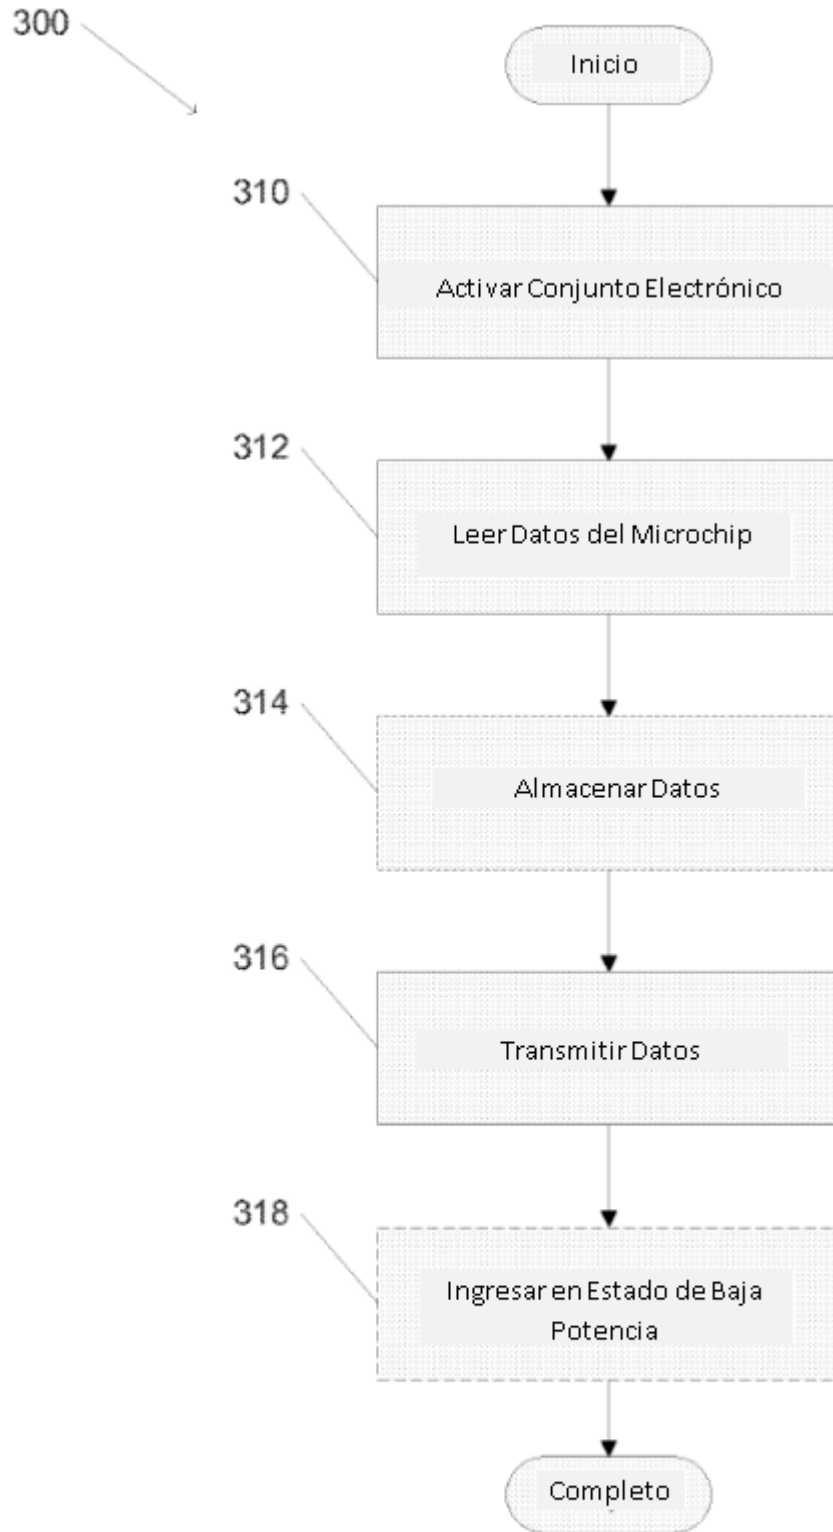 300
Inicio
310
Activar Conjunto Electrónico
312
Leer Datos del Microchip
314
Almacenar Datos
316
Transmitir Datos
318
Ingresar en Estado de Baja
Potencia
Completo